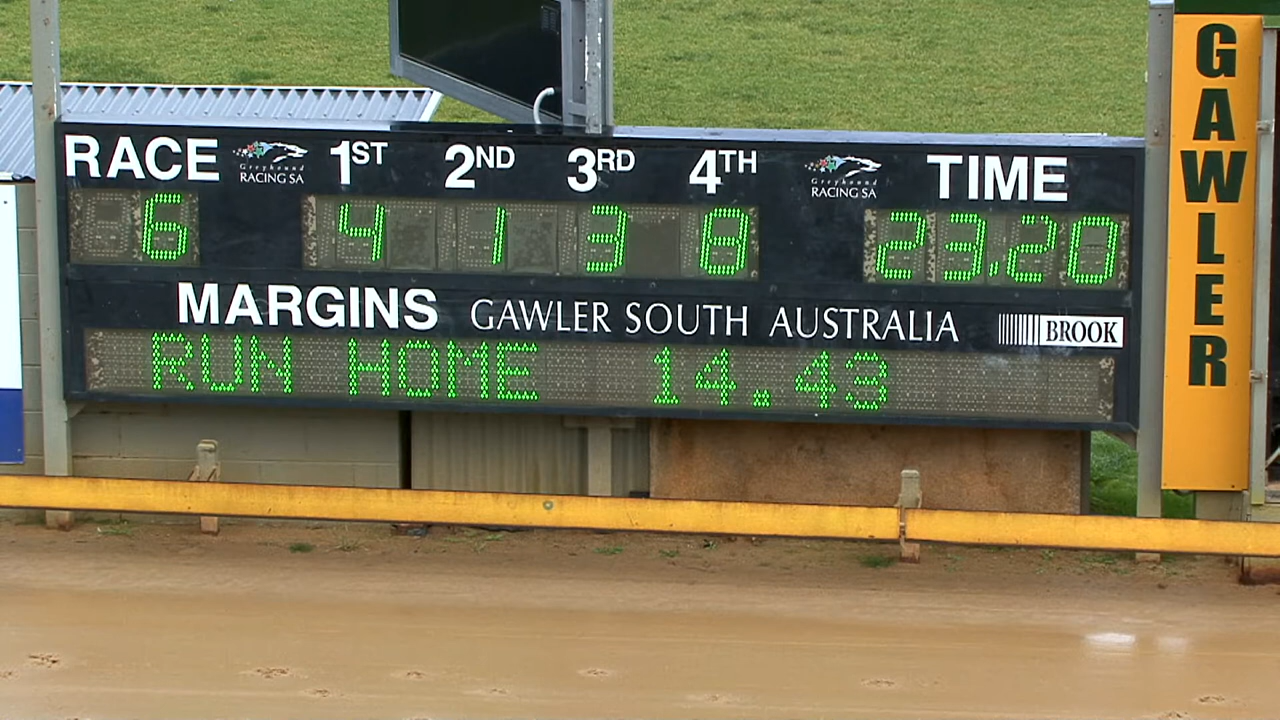 RACE Greyhound RACING SA 1ST 2ND 3RD 4TH Greyhound RACING SA TIME
6 4 1 3 8 23.20
MARGINS GAWLER SOUTH AUSTRALIA BROOK
RUN HOME 14.43
GAWLER